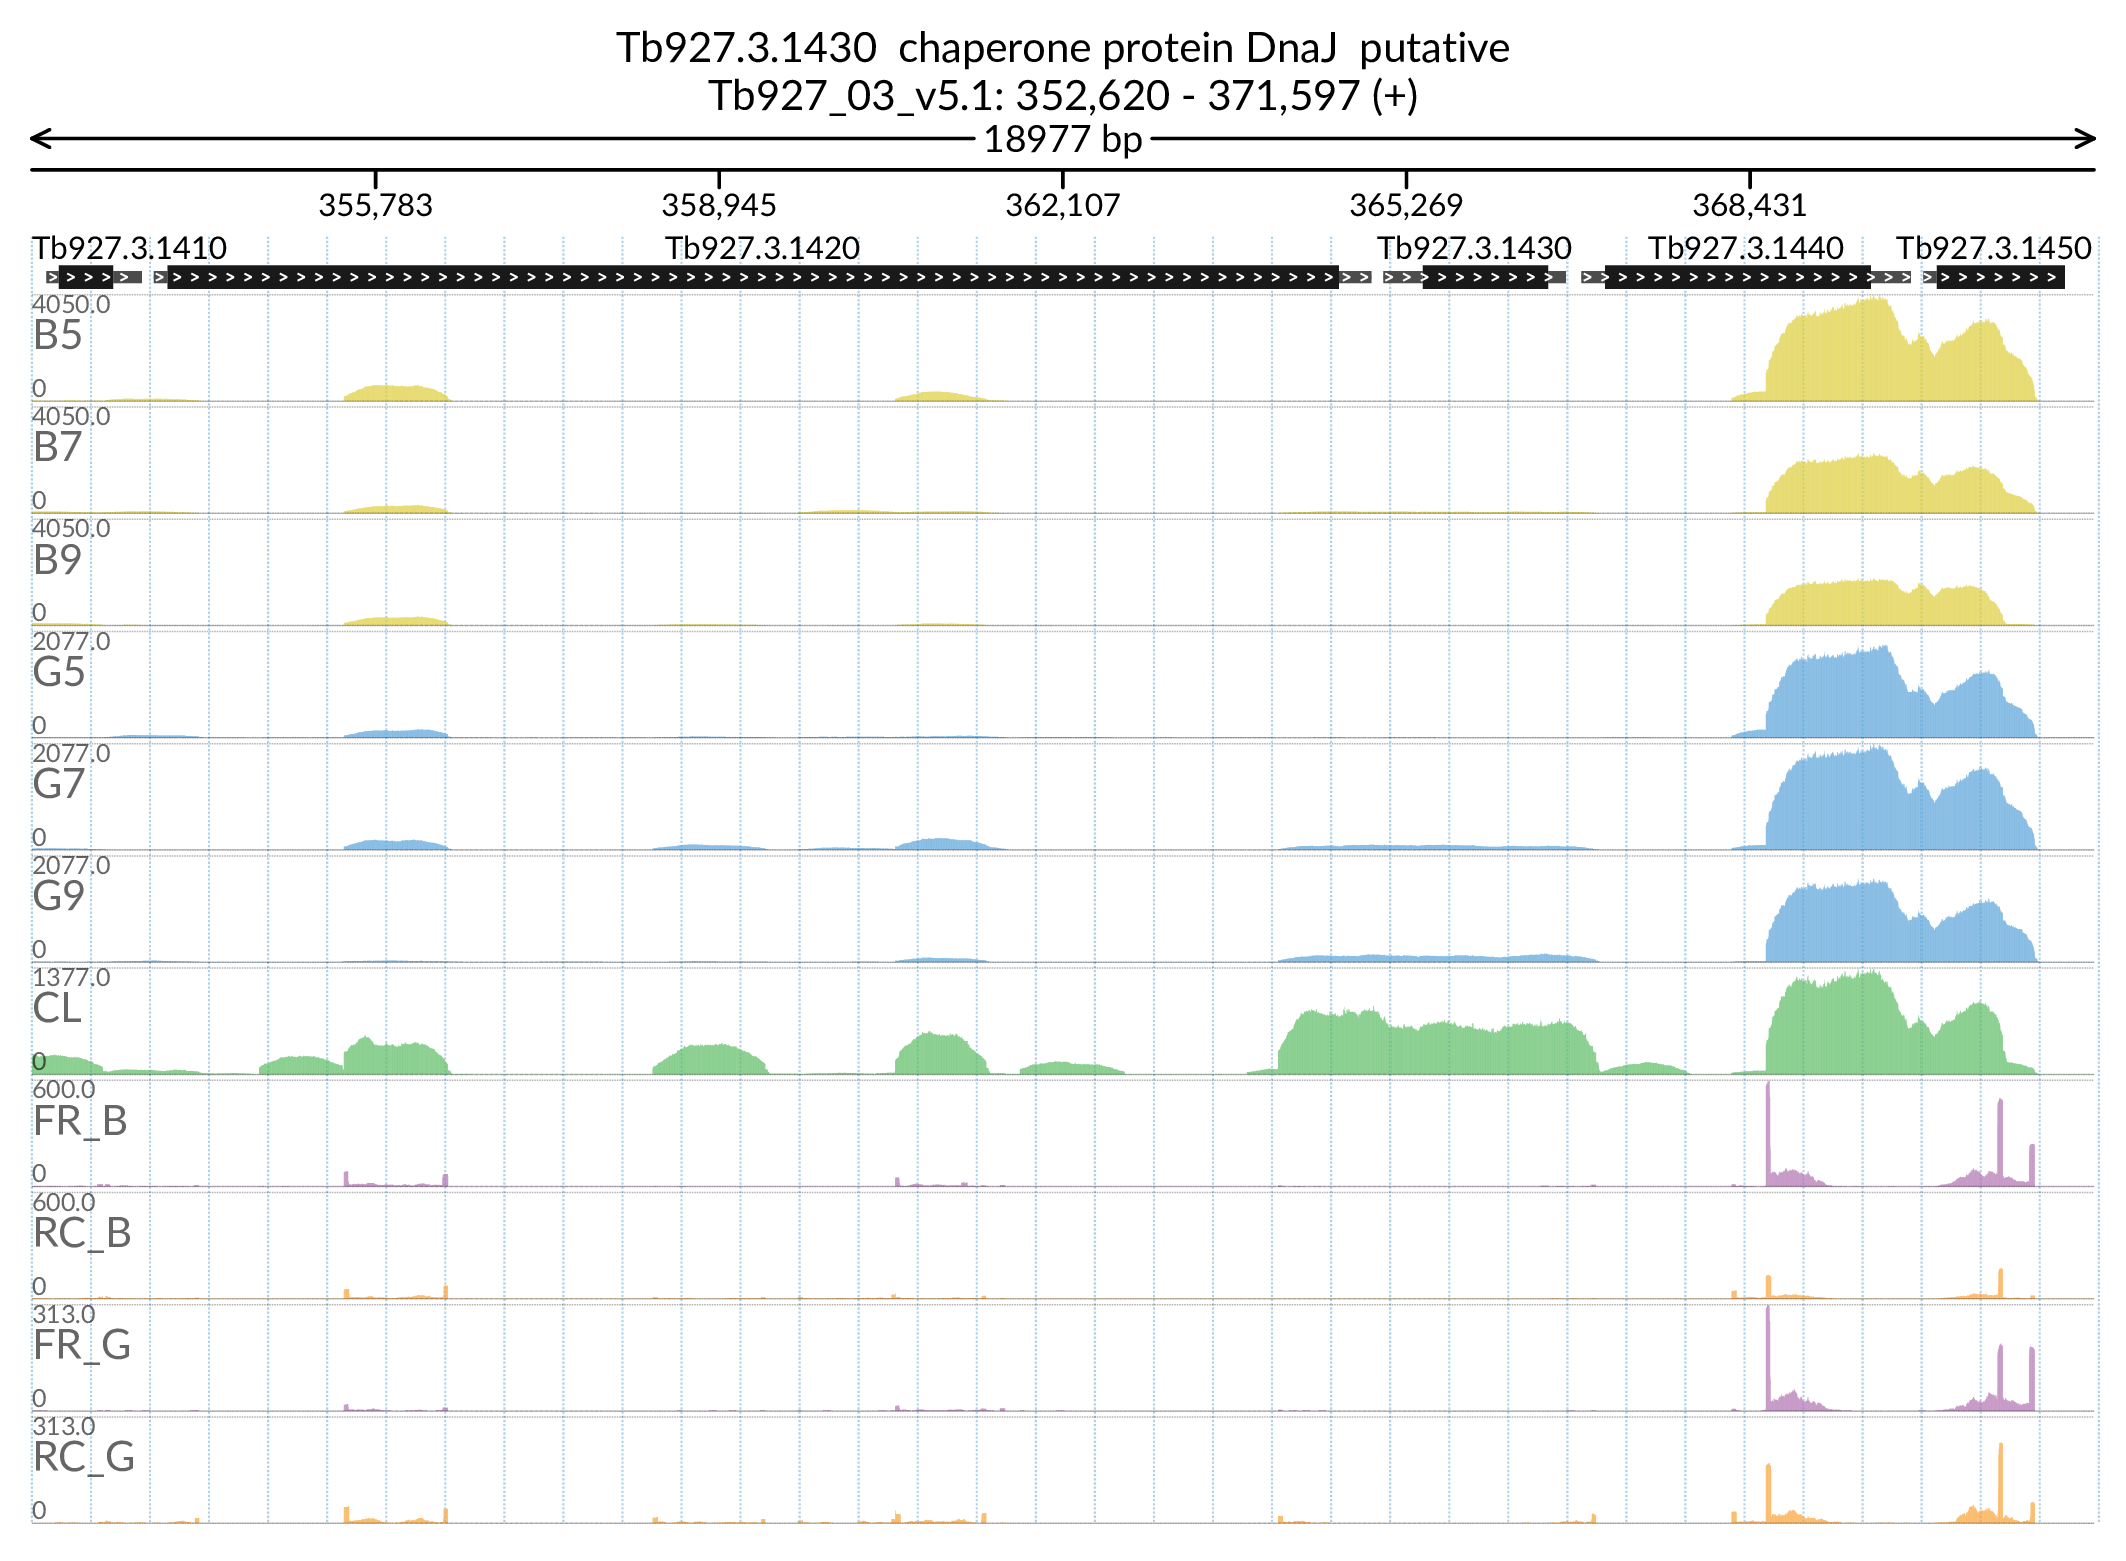 Tb927.3.1430  chaperone protein DnaJ  putative
Tb927_03_v5.1: 352,620 - 371,597 (+)
18977 bp
355,783 358,945 362,107 365,269 368,431
Tb927.3.1410 Tb927.3.1420 Tb927.3.1430 Tb927.3.1440 Tb927.3.1450
4050.0
B5
0
4050.0
B7
0
4050.0
B9
0
2077.0
G5
0
2077.0
G7
0
2077.0
G9
0
1377.0
CL
0
600.0
FR_B
0
600.0
RC_B
0
313.0
FR_G
0
313.0
RC_G
0